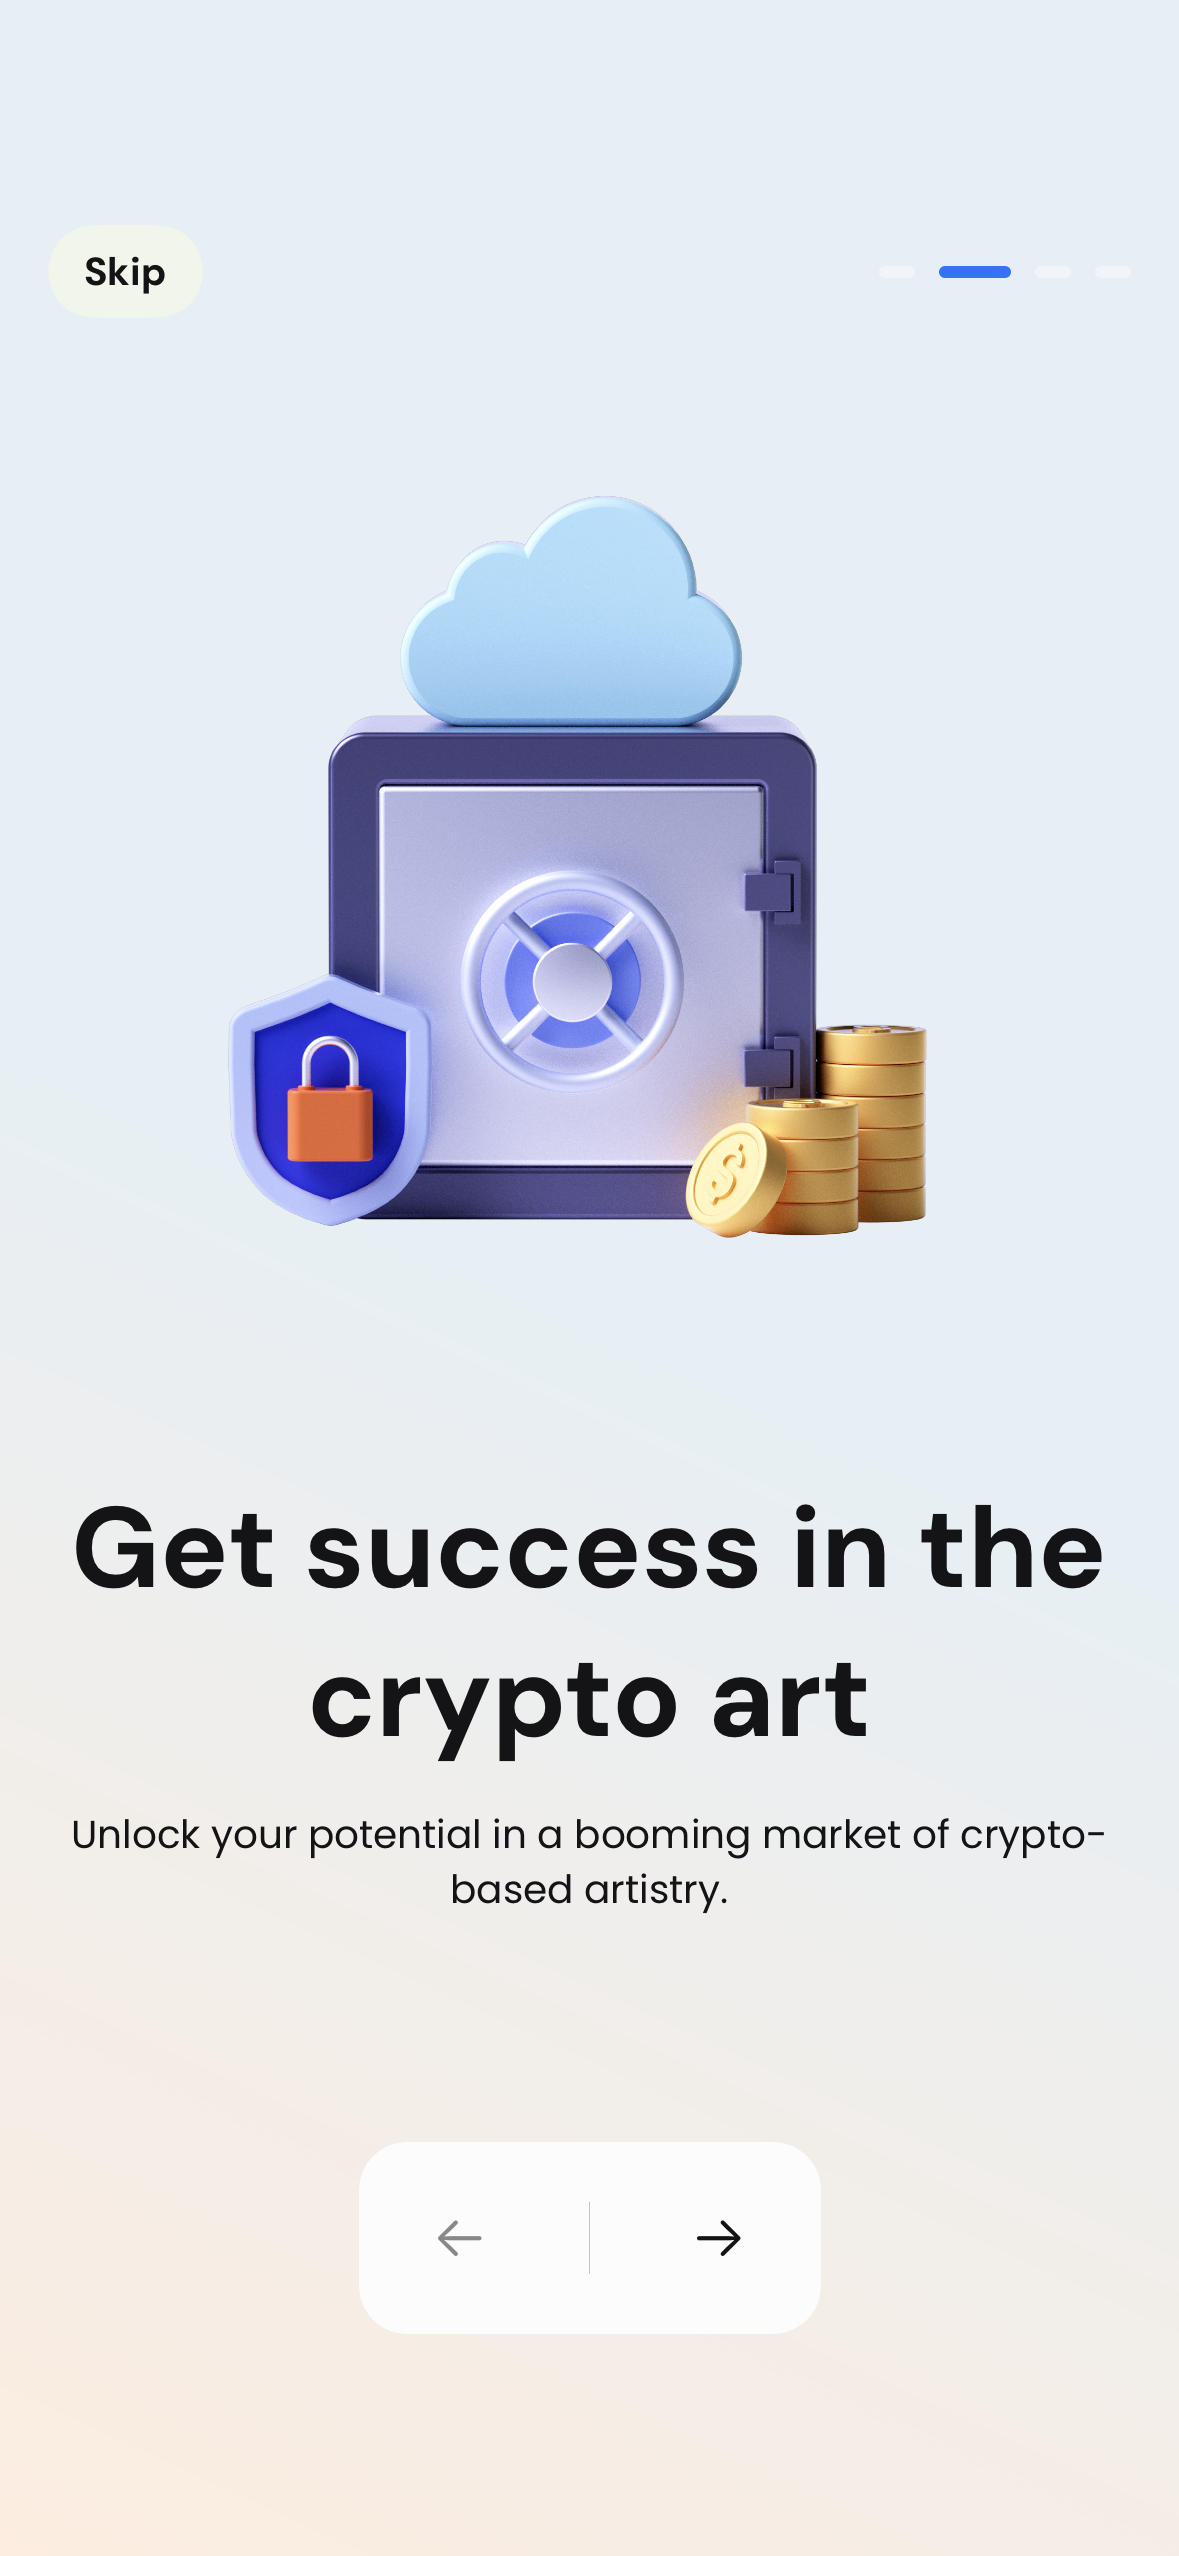 Skip
$
Get success in the
crypto art
Unlock your potential in a booming market of crypto-
based artistry.